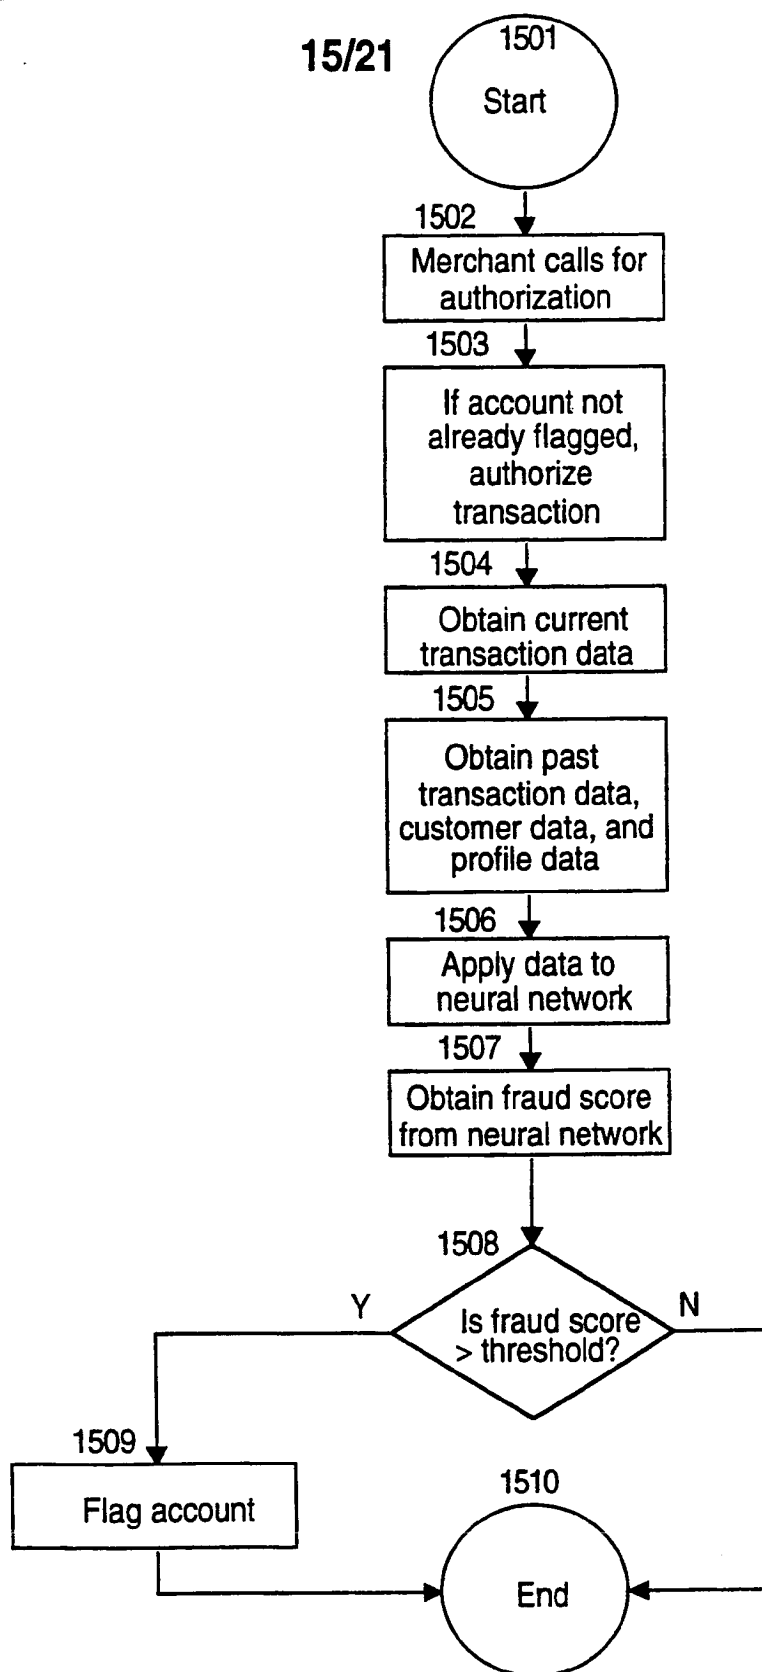 15/21
1501
Start
1502
Merchant calls for
authorization
1503
If account not
already flagged,
authorize
transaction
1504
Obtain current
transaction data
1505
Obtain past
transaction data,
customer data, and
profile data
1506
Apply data to
neural network
1507
Obtain fraud score
from neural network
1508
Y
N
Is fraud score
> threshold?
1509
Flag account
1510
End